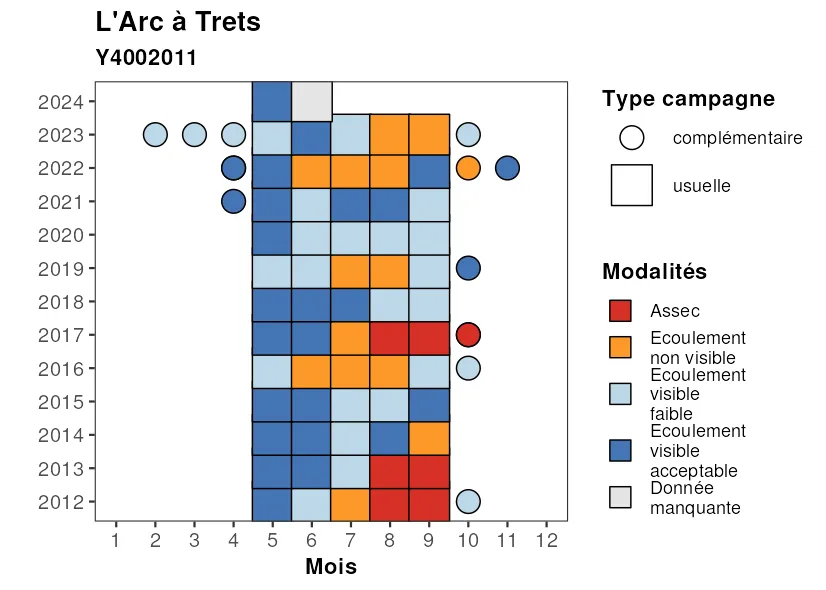 L'Arc à Trets
Y4002011
2024
2023
2022
2021
2020
2019
2018
2017
2016
2015
2014
2013
2012
1 2 3 4 5 6 7 8 9 10 11 12
Mois
Type campagne
complémentaire
usuelle
Modalités
Assec
Ecoulement
non visible
Ecoulement
visible
faible
Ecoulement
visible
acceptable
Donnée
manquante